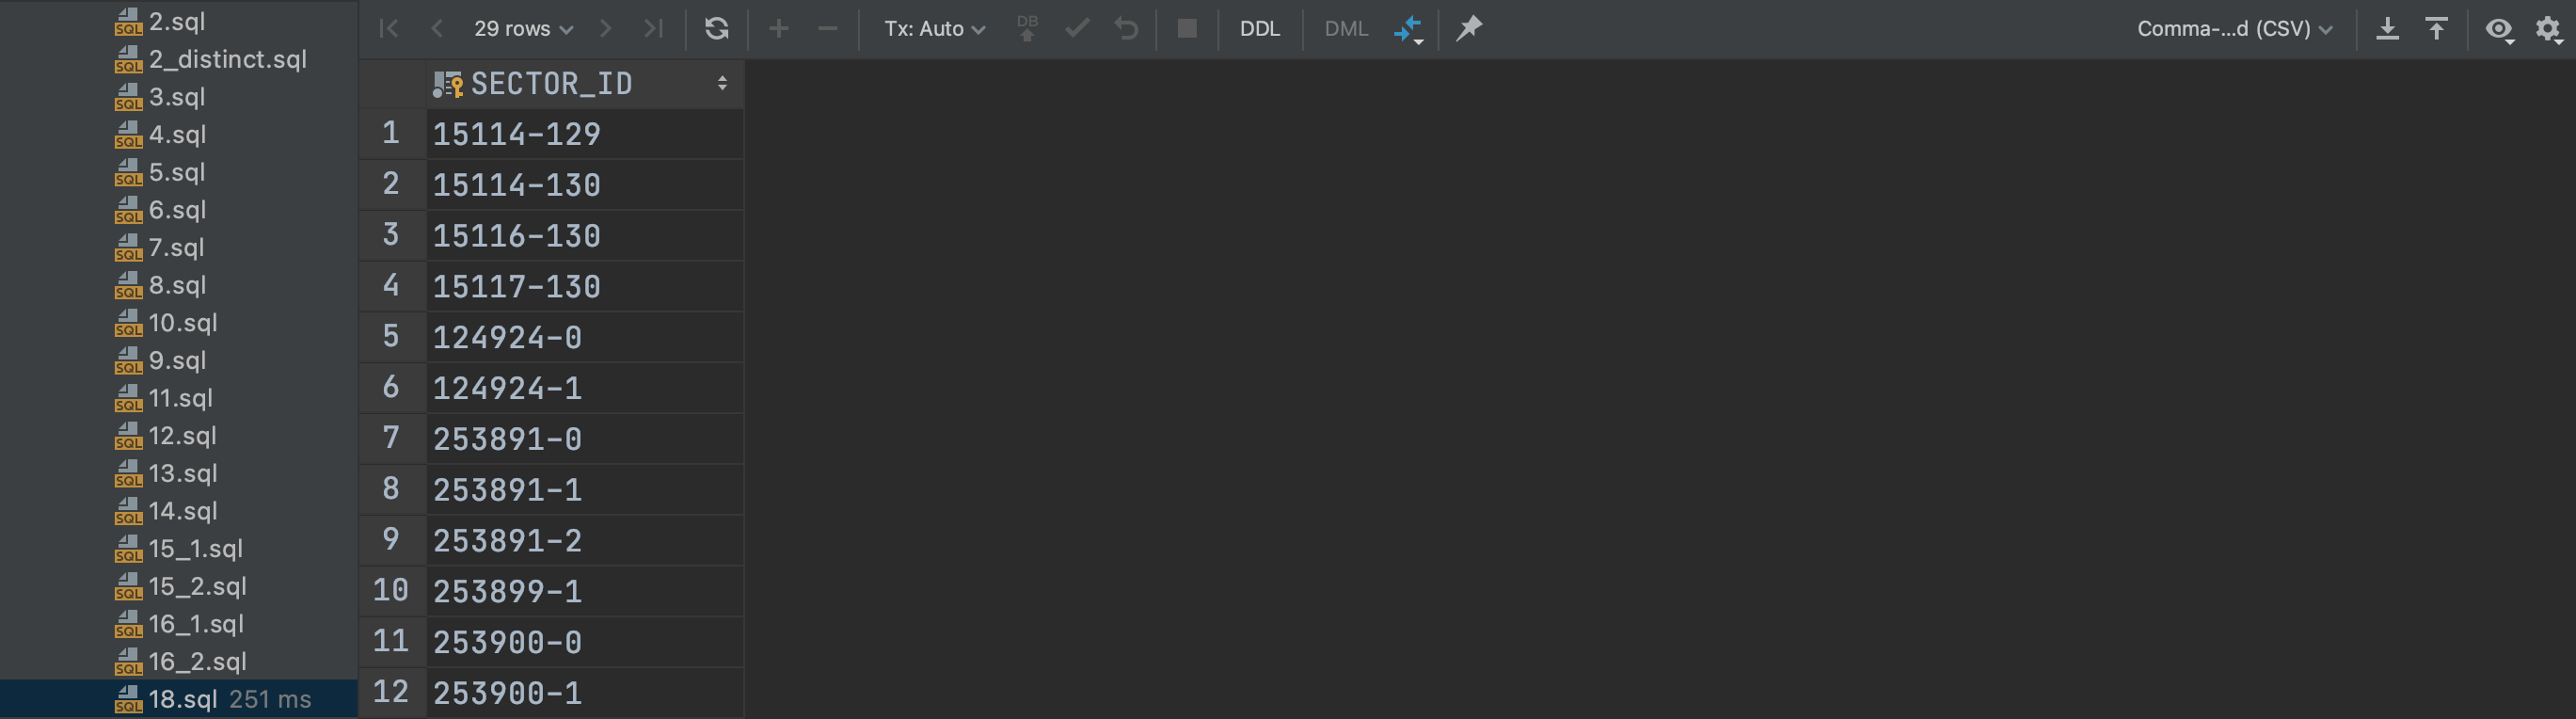 2.sql
2_distinct.sql
3.sql
4.sql
5.sql
6.sql
7.sql
8.sql
10.sql
9.sql
11.sql
12.sql
13.sql
14.sql
15_1.sql
15_2.sql
16_1.sql
16_2.sql
18.sql 251 ms
29 rows Tx: Auto DB DDL DML Comma-...d (CSV)
SECTOR_ID
1 15114-129
2 15114-130
3 15116-130
4 15117-130
5 124924-0
6 124924-1
7 253891-0
8 253891-1
9 253891-2
10 253899-1
11 253900-0
12 253900-1